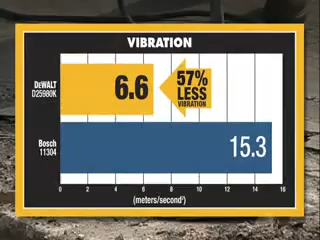 VIBRATION
DEWALT
D25980K
6.6
57%
LESS
VIBRATION
Bosch
11304
15.3
0 2 4 6 8 10 12 14 16
(meters/second²)